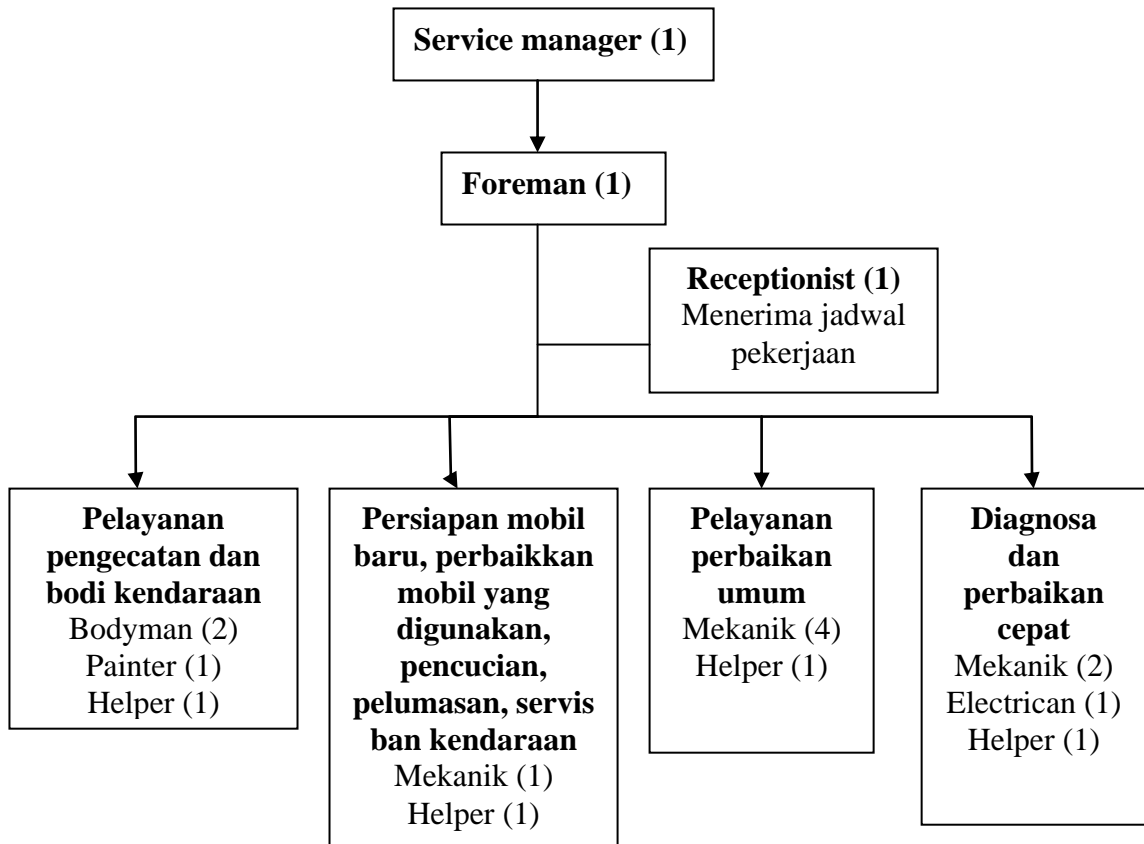 Service manager (1)
Foreman (1)
Receptionist (1)
Menerima jadwal
pekerjaan
Pelayanan
pengecatan dan
bodi kendaraan
Bodyman (2)
Painter (1)
Helper (1)
Persiapan mobil
baru, perbaikkan
mobil yang
digunakan,
pencucian,
pelumasan, servis
ban kendaraan
Mekanik (1)
Helper (1)
Pelayanan
perbaikan
umum
Mekanik (4)
Helper (1)
Diagnosa
dan
perbaikan
cepat
Mekanik (2)
Electrican (1)
Helper (1)